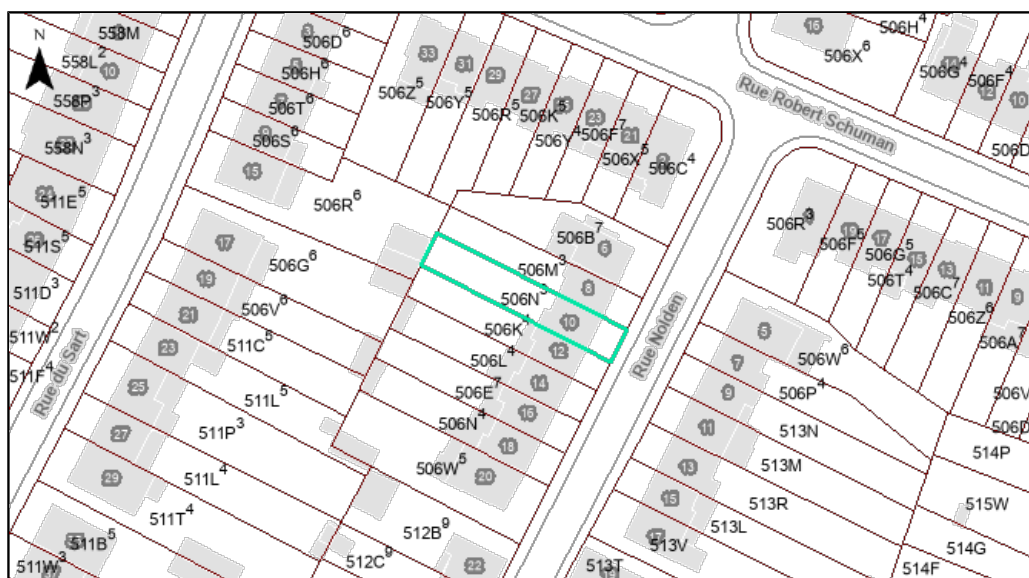 N
Rue du Sart
Rue Nolden
Rue Robert Schuman
558M
558L²
10
558P³
558N³
511E⁵
511S⁵
511D³
511W²
511F⁴
511B⁵
511W³
3
506D⁶
506H⁶
506T⁶
506S⁶
15
506R⁶
17
506G⁶
19
506V⁶
21
511C⁵
23
511L⁵
25
511P³
27
511L⁴
29
511T⁴
33
506Z⁵
31
506Y⁵
29
506R⁵
27
506K⁵
506Y⁴
23
506F⁷
21
506X⁵
506C⁴
506B⁷
6
506M³
8
506N³
10
506K⁴
12
506L⁴
14
506E⁷
16
506N⁴
18
506W⁵
20
512B⁹
512C⁹
22
16
506X⁶
506H⁴
506G⁴
506F⁴
12
10
506D
506R³
19
506F⁵
17
506G⁵
15
506T⁴
13
506C⁷
11
506Z⁶
9
506A⁷
506V
506D
5
506W⁶
7
506P⁴
9
513N
11
513M
13
513R
15
513L
17
513V
513T
514P
515W
514G
514F